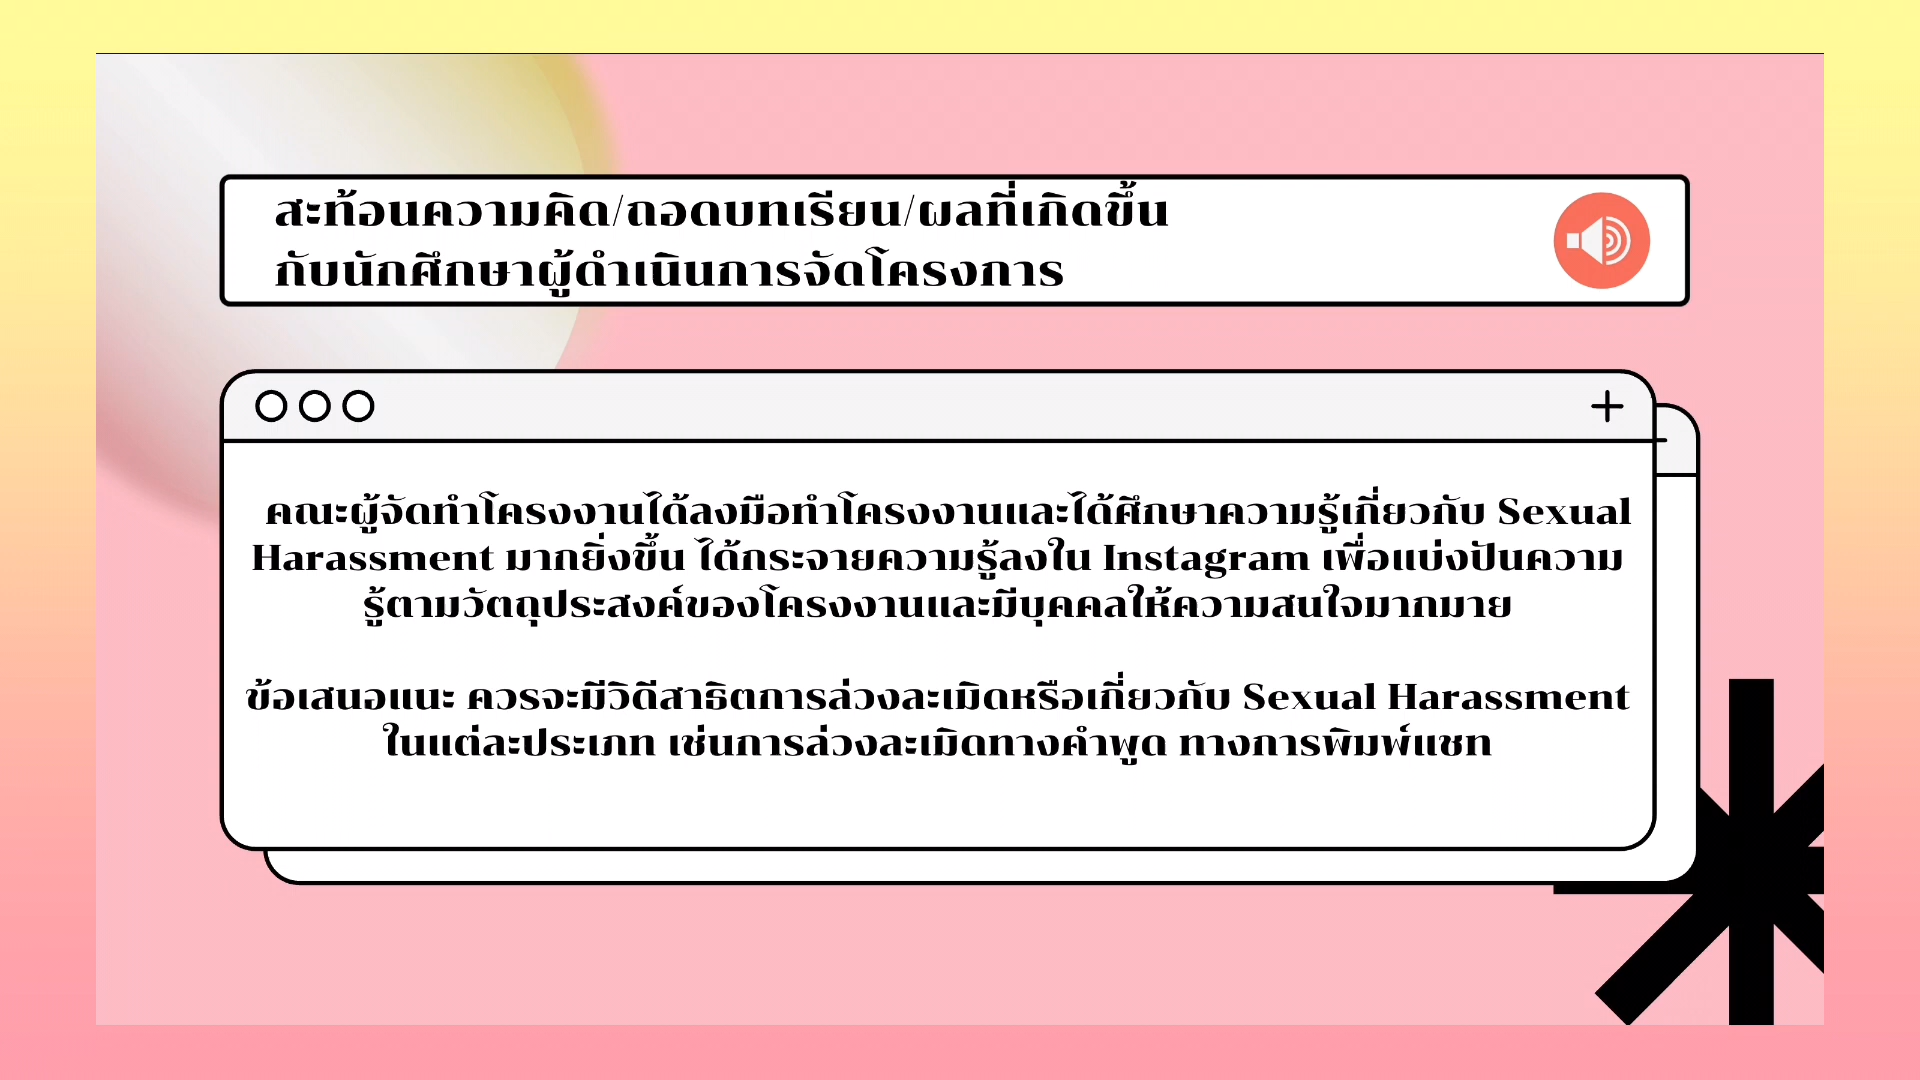 สะท้อนความคิด/ถอดบทเรียน/ผลที่เกิดขึ้น
กับนักศึกษาผู้ดำเนินการจัดโครงการ
คณะผู้จัดทำโครงงานได้ลงมือทำโครงงานและได้ศึกษาความรู้เกี่ยวกับ Sexual
Harassment มากยิ่งขึ้น ได้กระจายความรู้ลงใน Instagram เพื่อแบ่งปันความ
รู้ตามวัตถุประสงค์ของโครงงานและมีบุคคลให้ความสนใจมากมาย
ข้อเสนอแนะ ควรจะมีวิดีสาธิตการล่วงละเมิดหรือเกี่ยวกับ Sexual Harassment
ในแต่ละประเภท เช่นการล่วงละเมิดทางคำพูด ทางการพิมพ์แชท